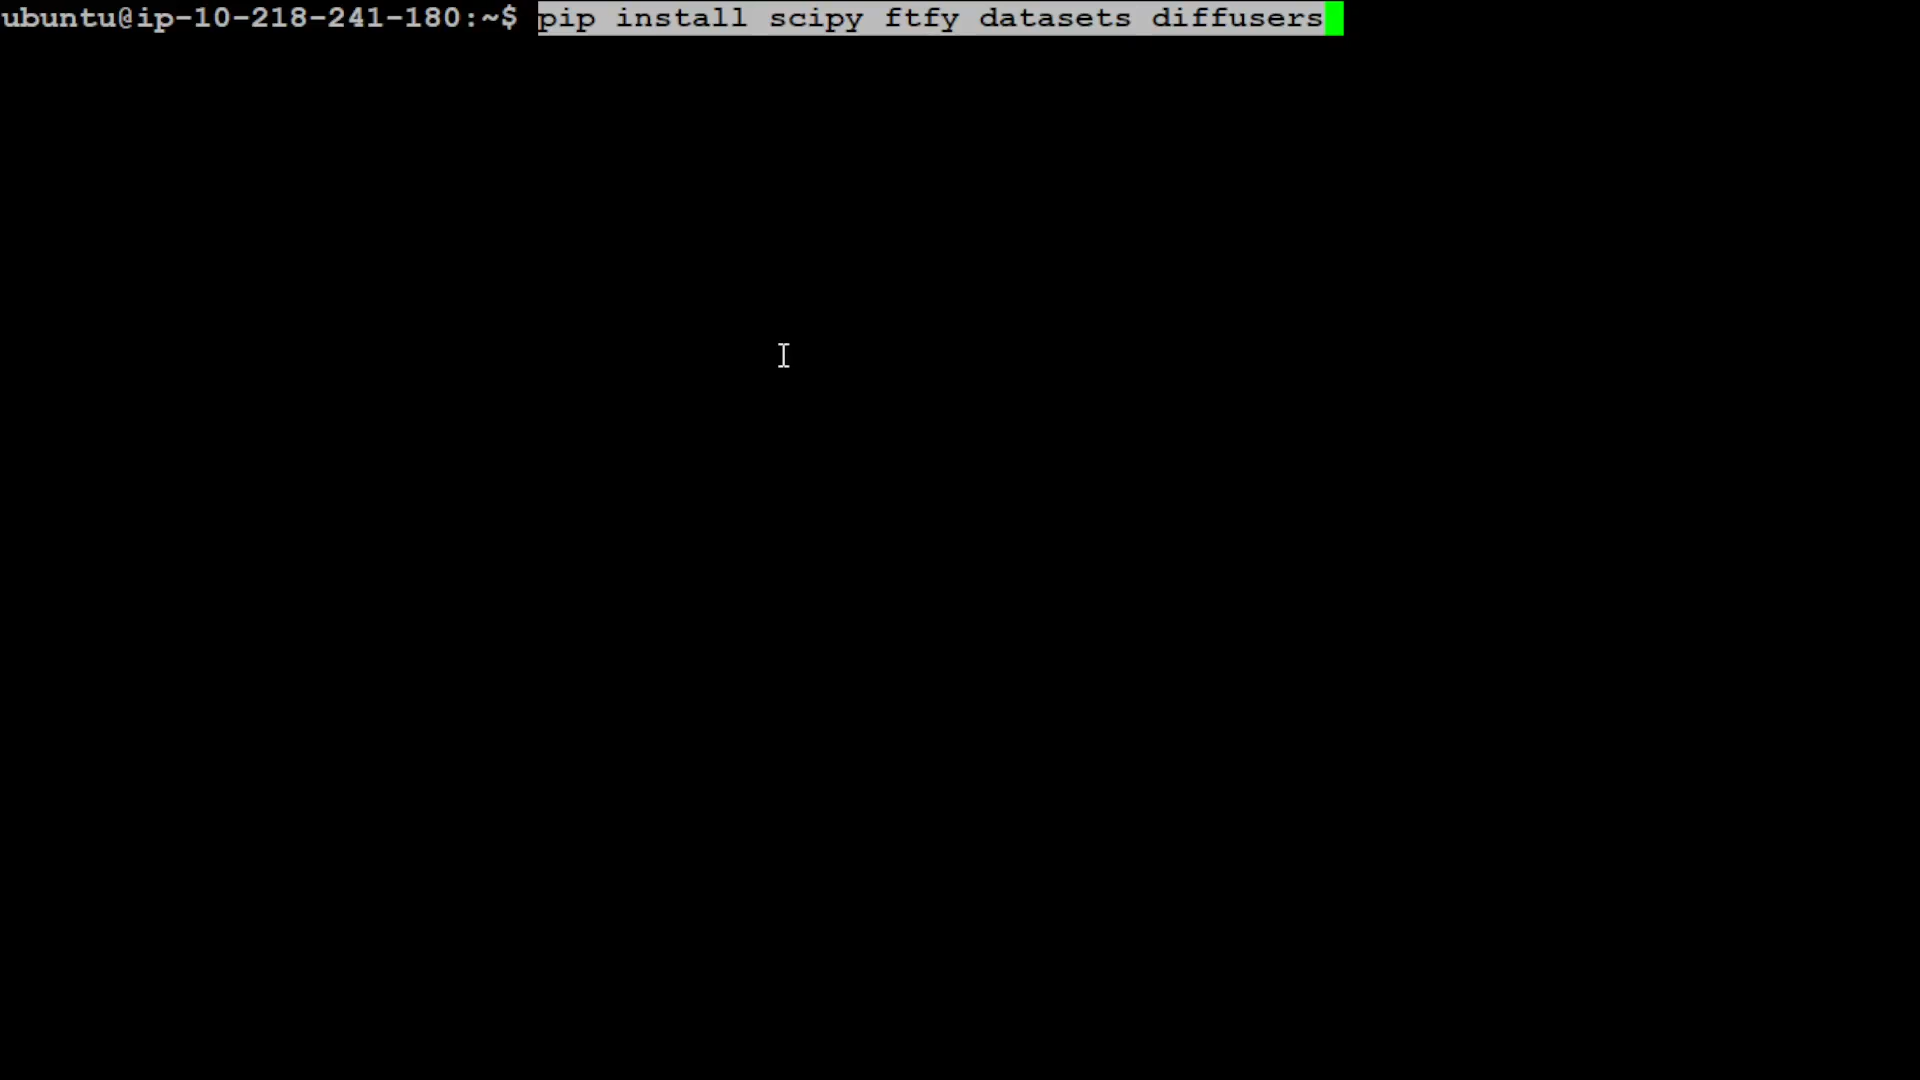 ubuntu@ip-10-218-241-180:~$ pip install scipy ftfy datasets diffusers